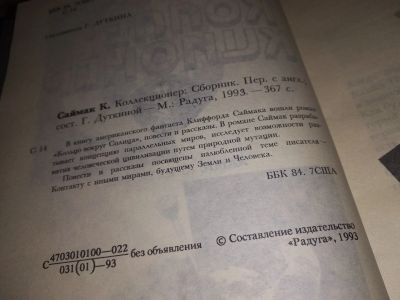 Саймак К. Коллекционер: Сборник. Пер. с англ.
сост. Г. Дуткиной — М.: Радуга, 1993.—367 с.
С 14
В книгу американского фантаста Клиффорда Саймака вошли роман
«Кольцо вокруг Солнца», повести и рассказы. В романе Саймак разраба-
тывает концепцию параллельных миров, исследует возможности раз-
вития человеческой цивилизации путем природной мутации.
Повести и рассказы посвящены излюбленной теме писателя —
Контакту с иными мирами, будущему Земли и Человека.
ББК 84. 7США
С 4703010100—022
031(01)—93
без объявления
© Составление издательство
«Радуга», 1993